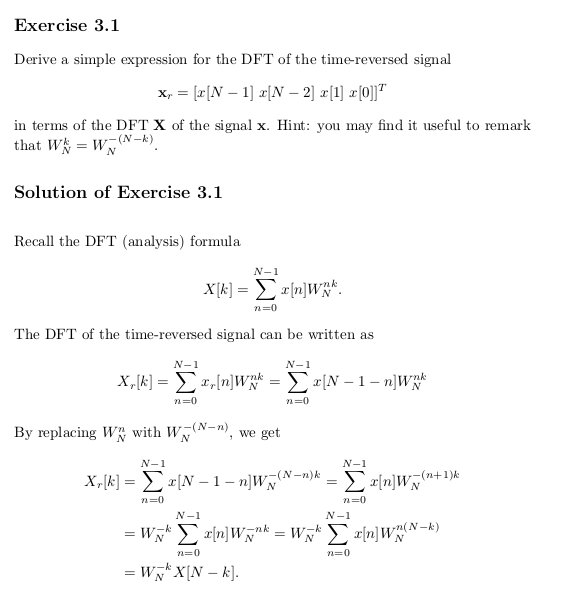 Exercise 3.1
Derive a simple expression for the DFT of the time-reversed signal
$\mathbf{x}_r = [x[N-1]\ x[N-2]\ x[1]\ x[0]]^T$
in terms of the DFT $\mathbf{X}$ of the signal $\mathbf{x}$. Hint: you may find it useful to remark
that $W_N^k = W_N^{-(N-k)}$.
Solution of Exercise 3.1
Recall the DFT (analysis) formula
$X[k] = \sum_{n=0}^{N-1} x[n]W_N^{nk}.$
The DFT of the time-reversed signal can be written as
$X_r[k] = \sum_{n=0}^{N-1} x_r[n]W_N^{nk} = \sum_{n=0}^{N-1} x[N-1-n]W_N^{nk}$
By replacing $W_N^n$ with $W_N^{-(N-n)}$, we get
$X_r[k] = \sum_{n=0}^{N-1} x[N-1-n]W_N^{-(N-n)k} = \sum_{n=0}^{N-1} x[n]W_N^{-(n+1)k}$
$= W_N^{-k} \sum_{n=0}^{N-1} x[n]W_N^{-nk} = W_N^{-k} \sum_{n=0}^{N-1} x[n]W_N^{n(N-k)}$
$= W_N^{-k} X[N-k].$